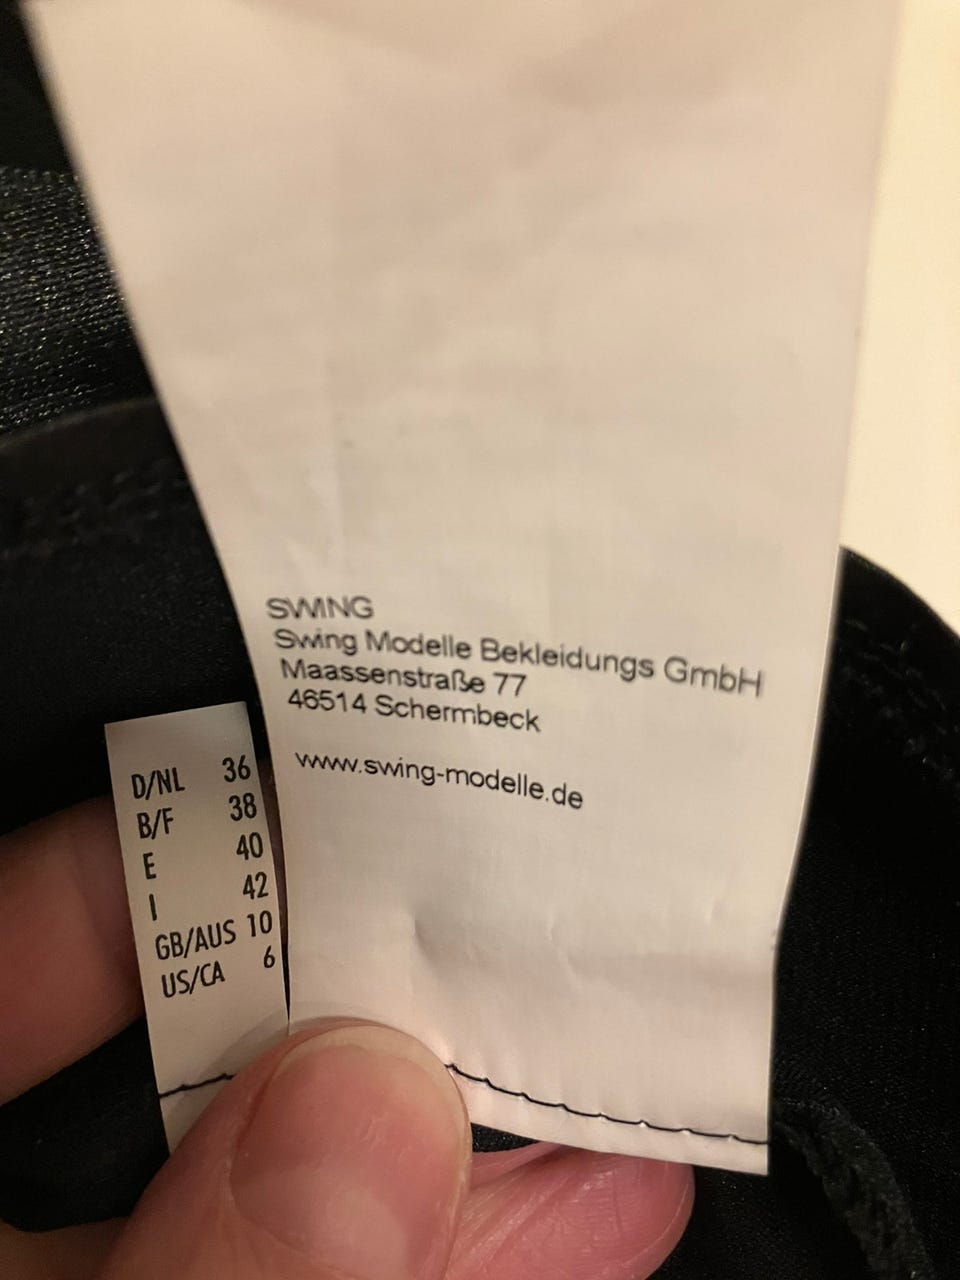 SWING
Swing Modelle Bekleidungs GmbH
Maassenstraße 77
46514 Schermbeck
www.swing-modelle.de
D/NL 36
B/F 38
E 40
I 42
GB/AUS 10
US/CA 6